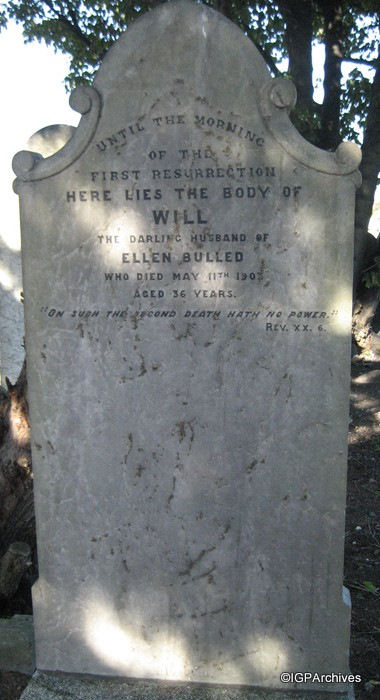 UNTIL THE MORNING
OF THE
FIRST RESURRECTION
HERE LIES THE BODY OF
WILL
THE DARLING HUSBAND OF
ELLEN BULLED
WHO DIED MAY 11TH
AGED 36 YEARS.
"ON SUCH THE SECOND DEATH HATH NO POWER."
REV. XX. 6.
©IGPArchives